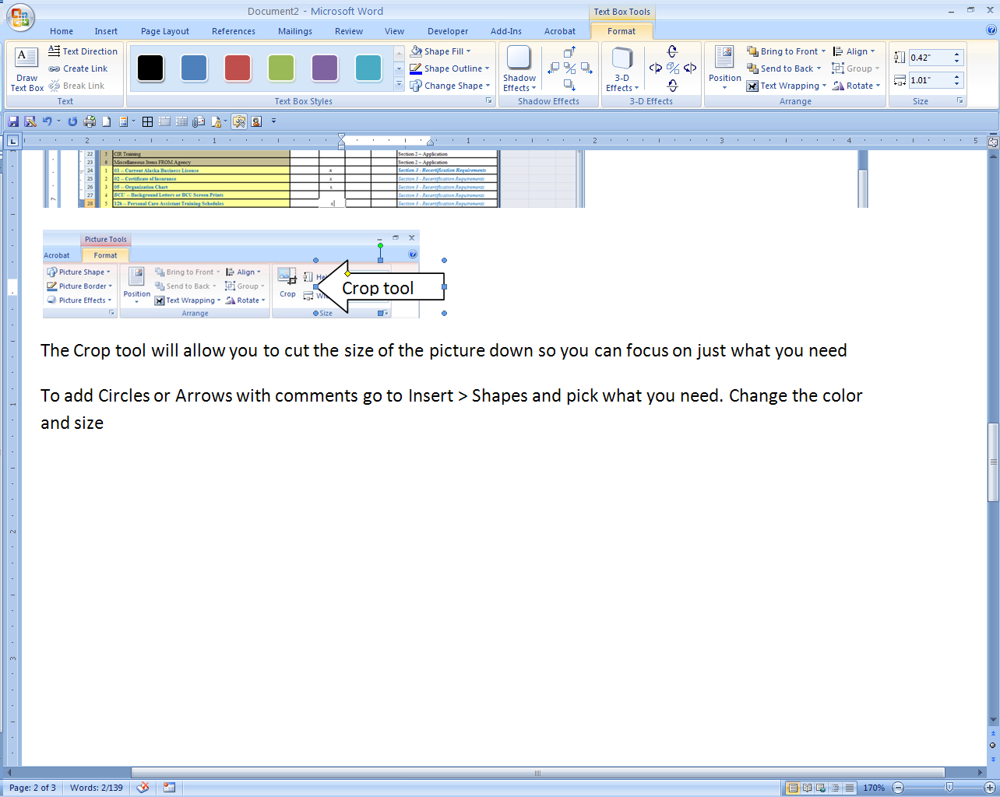 Document2 - Microsoft Word
Text Box Tools
Home Insert Page Layout References Mailings Review View Developer Add-Ins Acrobat Format
Draw Text Box
Text Direction
Create Link
Break Link
Text
Text Box Styles
Shape Fill
Shape Outline
Change Shape
Shadow Effects
Shadow Effects
3-D Effects
3-D Effects
Position
Bring to Front
Send to Back
Text Wrapping
Align
Group
Rotate
Arrange
0.42"
1.01"
Size
2 1 1 2 3 4 5
22 5 CIR Training Section 2 – Application
23 6 Miscellaneous Items FROM Agency Section 2 – Application
24 1 01 – Current Alaska Business License x Section 3 - Recertification Requirements
25 2 02 – Certificate of Insurance x Section 3 - Recertification Requirements
26 3 05 – Organization Chart x Section 3 - Recertification Requirements
27 4 BCU – Background Letters or BCU Screen Prints Section 3 - Recertification Requirements
28 5 12b – Personal Care Assistant Training Schedules x Section 3 - Recertification Requirements
Picture Tools
Acrobat Format
Picture Shape
Picture Border
Picture Effects
Position
Bring to Front
Send to Back
Text Wrapping
Align
Group
Rotate
Arrange
Crop
Size
Crop tool
The Crop tool will allow you to cut the size of the picture down so you can focus on just what you need
To add Circles or Arrows with comments go to Insert > Shapes and pick what you need. Change the color
and size
1
2
3
Page: 2 of 3 Words: 2/139 170%